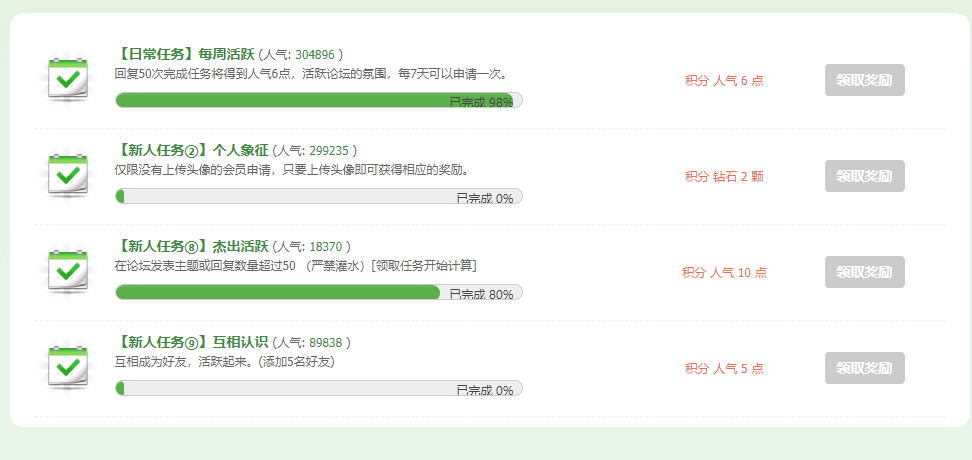 【日常任务】每周活跃 (人气: 304896 )
回复50次完成任务将得到人气6点，活跃论坛的氛围，每7天可以申请一次。
已完成 98%
积分 人气 6 点
领取奖励
【新人任务②】个人象征 (人气: 299235 )
仅限没有上传头像的会员申请，只要上传头像即可获得相应的奖励。
已完成 0%
积分 钻石 2 颗
领取奖励
【新人任务⑧】杰出活跃 (人气: 18370 )
在论坛发表主题或回复数量超过50 （严禁灌水）[领取任务开始计算]
已完成 80%
积分 人气 10 点
领取奖励
【新人任务⑨】互相认识 (人气: 89838 )
互相成为好友，活跃起来。(添加5名好友)
已完成 0%
积分 人气 5 点
领取奖励